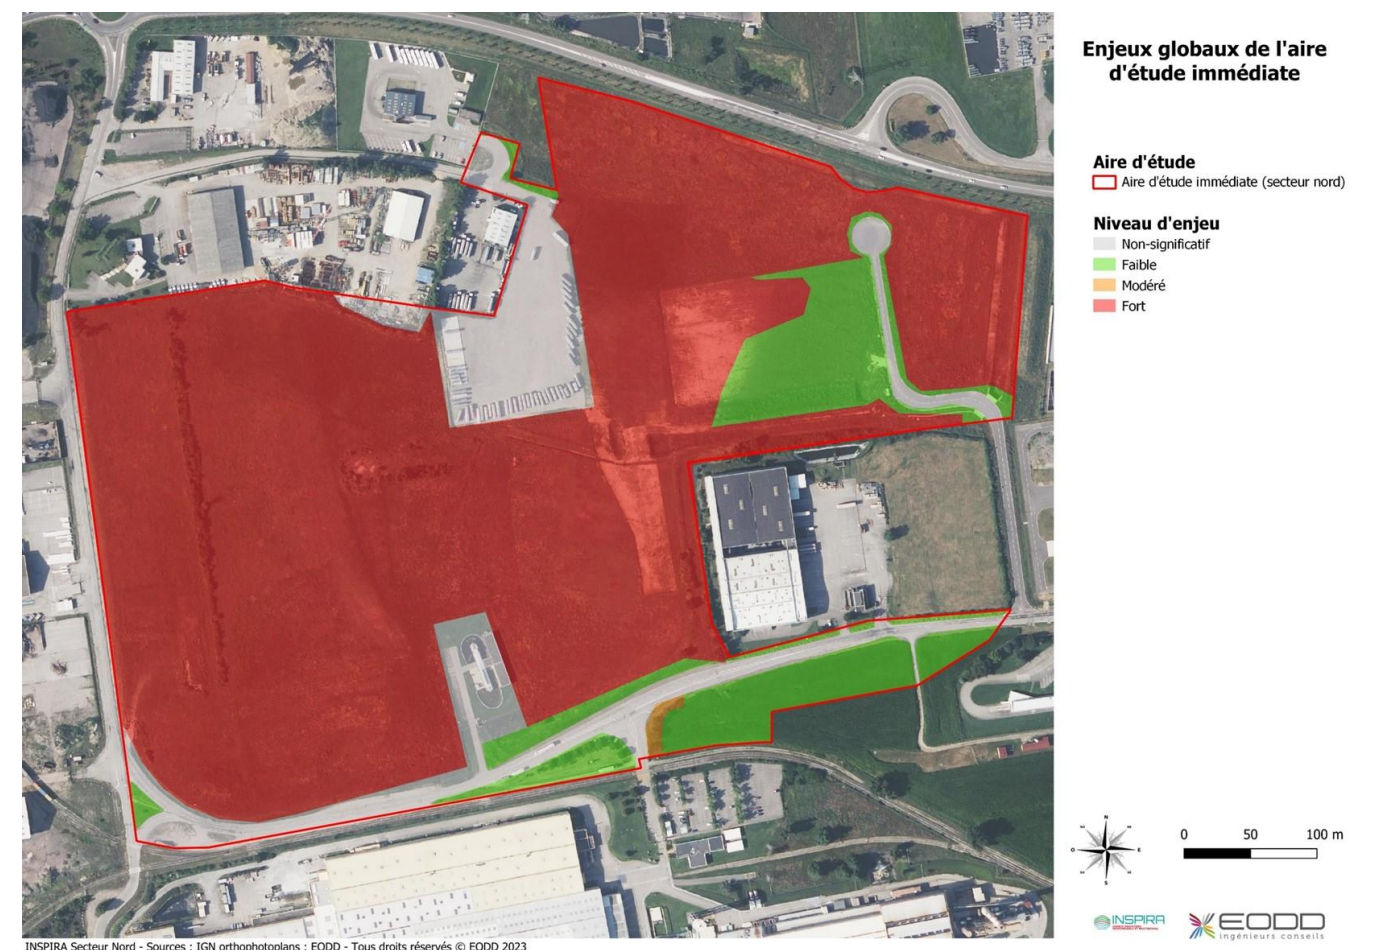 Enjeux globaux de l'aire
d'étude immédiate
Aire d'étude
Aire d'étude immédiate (secteur nord)
Niveau d'enjeu
Non-significatif
Faible
Modéré
Fort
N
O
E
S
0 50 100 m
INSPIRA
EODD
ingénieurs conseils
INSPIRA Secteur Nord - Sources : IGN orthophotoplans ; EODD - Tous droits réservés © EODD 2023